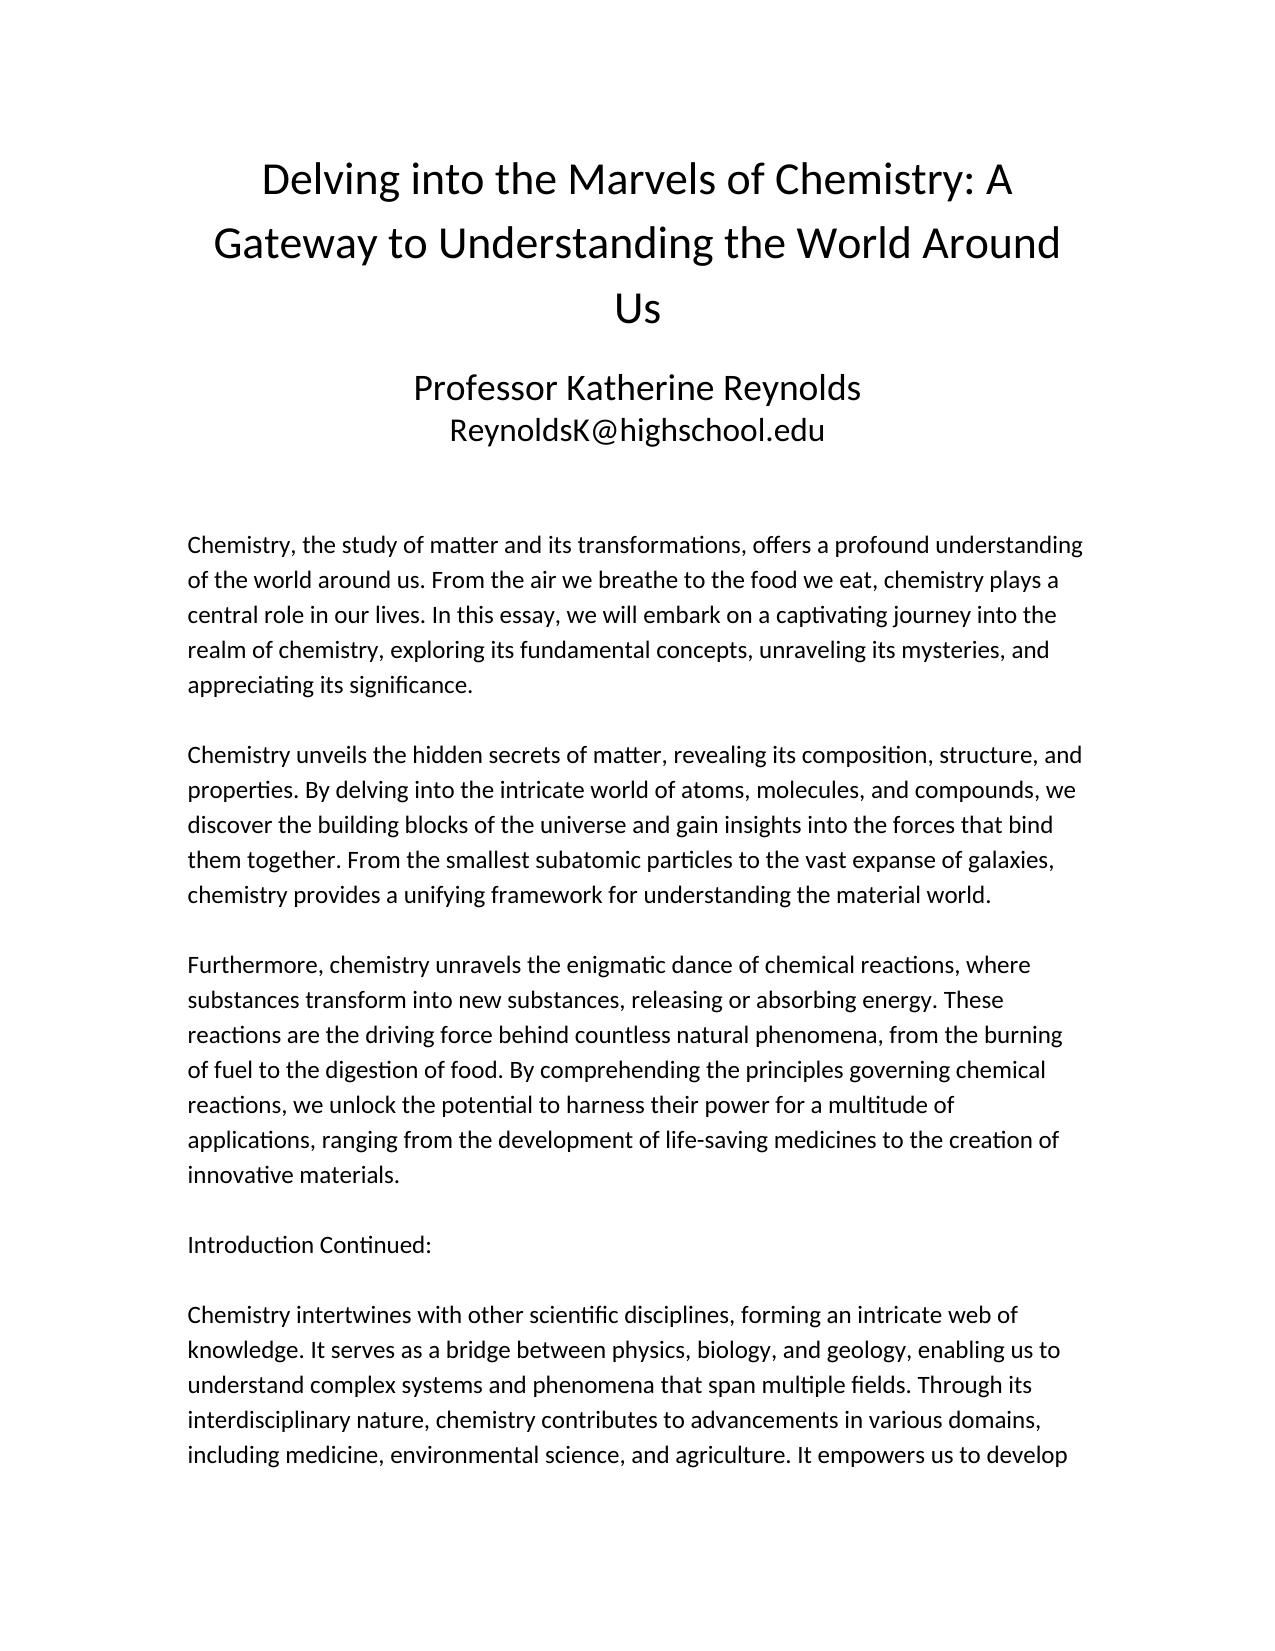 Delving into the Marvels of Chemistry: A
Gateway to Understanding the World Around
Us
Professor Katherine Reynolds
ReynoldsK@highschool.edu
Chemistry, the study of matter and its transformations, offers a profound understanding
of the world around us. From the air we breathe to the food we eat, chemistry plays a
central role in our lives. In this essay, we will embark on a captivating journey into the
realm of chemistry, exploring its fundamental concepts, unraveling its mysteries, and
appreciating its significance.
Chemistry unveils the hidden secrets of matter, revealing its composition, structure, and
properties. By delving into the intricate world of atoms, molecules, and compounds, we
discover the building blocks of the universe and gain insights into the forces that bind
them together. From the smallest subatomic particles to the vast expanse of galaxies,
chemistry provides a unifying framework for understanding the material world.
Furthermore, chemistry unravels the enigmatic dance of chemical reactions, where
substances transform into new substances, releasing or absorbing energy. These
reactions are the driving force behind countless natural phenomena, from the burning
of fuel to the digestion of food. By comprehending the principles governing chemical
reactions, we unlock the potential to harness their power for a multitude of
applications, ranging from the development of life-saving medicines to the creation of
innovative materials.
Introduction Continued:
Chemistry intertwines with other scientific disciplines, forming an intricate web of
knowledge. It serves as a bridge between physics, biology, and geology, enabling us to
understand complex systems and phenomena that span multiple fields. Through its
interdisciplinary nature, chemistry contributes to advancements in various domains,
including medicine, environmental science, and agriculture. It empowers us to develop